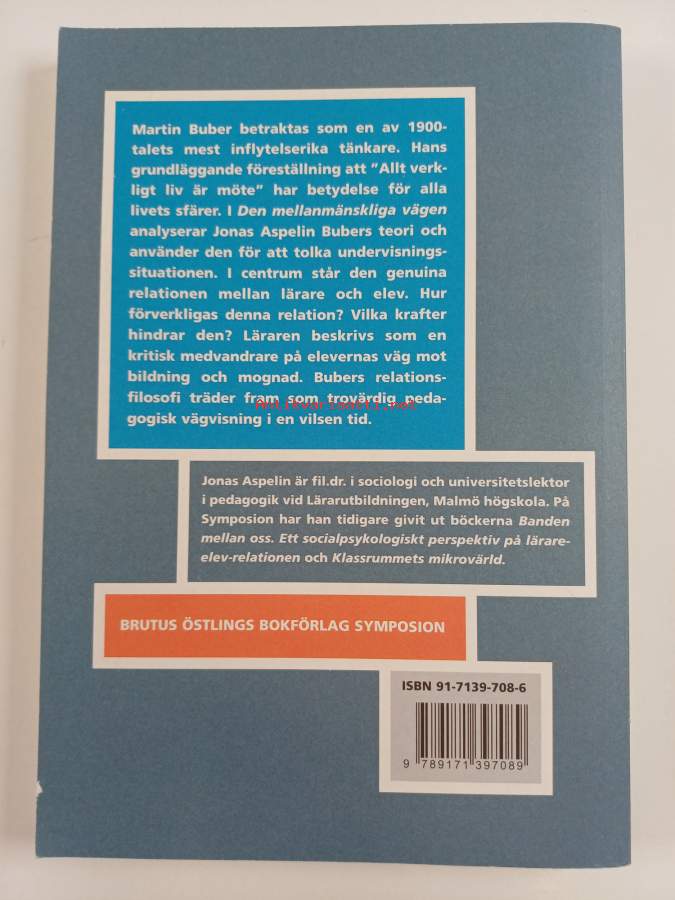 Martin Buber betraktas som en av 1900-
talets mest inflytelserika tänkare. Hans
grundläggande föreställning att ”Allt verk-
ligt liv är möte” har betydelse för alla
livets sfärer. I Den mellanmänskliga vägen
analyserar Jonas Aspelin Bubers teori och
använder den för att tolka undervisnings-
situationen. I centrum står den genuina
relationen mellan lärare och elev. Hur
förverkligas denna relation? Vilka krafter
hindrar den? Läraren beskrivs som en
kritisk medvandrare på elevernas väg mot
bildning och mognad. Bubers relations-
filosofi träder fram som trovärdig peda-
gogisk vägvisning i en vilsen tid.
Antikvariaatti.net
Jonas Aspelin är fil.dr. i sociologi och universitetslektor
i pedagogik vid Lärarutbildningen, Malmö högskola. På
Symposion har han tidigare givit ut böckerna Banden
mellan oss. Ett socialpsykologiskt perspektiv på lärare-
elev-relationen och Klassrummets mikrovärld.
BRUTUS ÖSTLINGS BOKFÖRLAG SYMPOSION
ISBN 91-7139-708-6
9 789171 397089